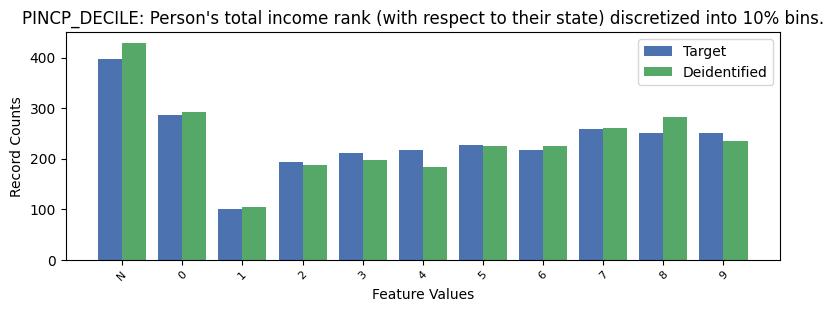 PINCP_DECILE: Person's total income rank (with respect to their state) discretized into 10% bins.
Target
Deidentified
Record Counts
400
300
200
100
0
N 0 1 2 3 4 5 6 7 8 9
Feature Values